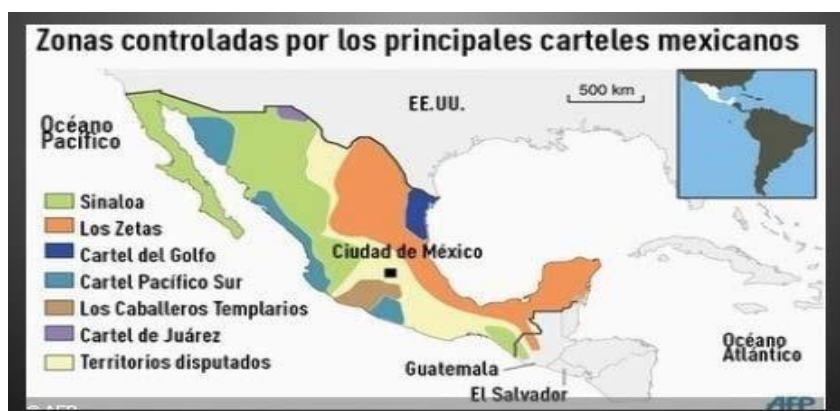 Zonas controladas por los principales carteles mexicanos
EE.UU.
500 km
Océano
Pacífico
Sinaloa
Los Zetas
Cartel del Golfo
Cartel Pacífico Sur
Los Caballeros Templarios
Cartel de Juárez
Territorios disputados
Ciudad de México
Guatemala
El Salvador
Océano
Atlántico
© AFP
AFP